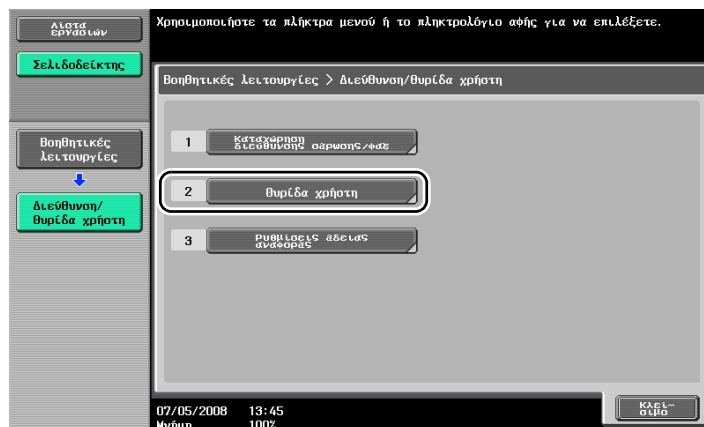 Λίστα
εργασιών
Χρησιμοποιήστε τα πλήκτρα μενού ή το πληκτρολόγιο αφής για να επιλέξετε.
Σελιδοδείκτης
Βοηθητικές λειτουργίες > Διεύθυνση/θυρίδα χρήστη
Βοηθητικές
λειτουργίες
Διεύθυνση/
θυρίδα χρήστη
1 Καταχώρηση
διεύθυνσης σάρωσης/φαξ
2 Θυρίδα χρήστη
3 Ρυθμίσεις άδειας
αναφοράς
07/05/2008 13:45
Μνήμη 100%
Κλεί-
σιμο